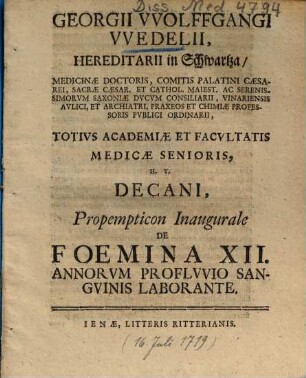 Diss. Med. 4794
GEORGII VVOLFFGANGI
VVEDELII,
HEREDITARII in Schwartza/
MEDICINÆ DOCTORIS, COMITIS PALATINI CÆSA-
REI, SACRÆ CÆSAR. ET CATHOL. MAIEST. AC SERENIS-
SIMORVM SAXONIÆ DVCVM CONSILIARII, VINARIENSIS
AVLICI, ET ARCHIATRI, PRAXEOS ET CHIMIÆ PROFES-
SORIS PVBLICI ORDINARII,
TOTIVS ACADEMIÆ ET FACVLTATIS
MEDICÆ SENIORIS,
H. T.
DECANI,
Propempticon Inaugurale
DE
FOEMINA XII.
ANNORVM PROFLVVIO SAN-
GVINIS LABORANTE.
IENÆ, LITTERIS RITTERIANIS.
(16 Juli 1719)